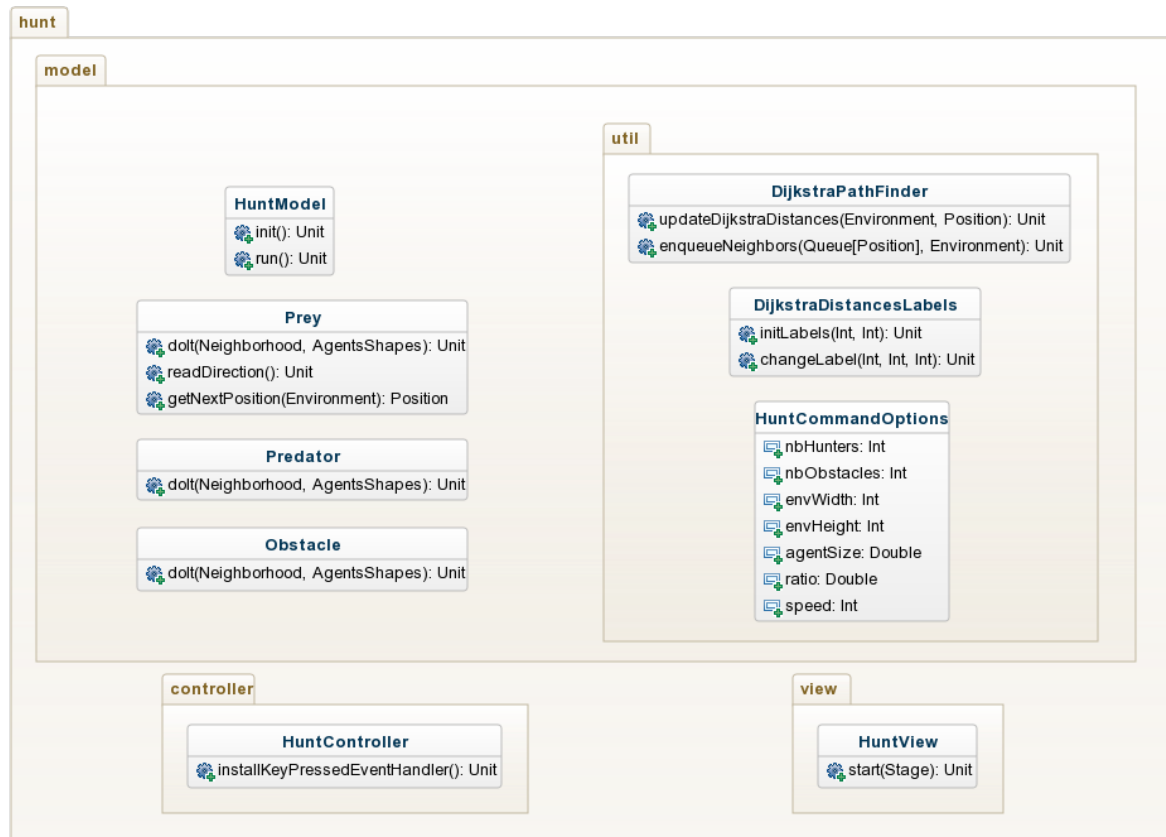 hunt
model
HuntModel
init(): Unit
run(): Unit
Prey
doIt(Neighborhood, AgentsShapes): Unit
readDirection(): Unit
getNextPosition(Environment): Position
Predator
doIt(Neighborhood, AgentsShapes): Unit
Obstacle
doIt(Neighborhood, AgentsShapes): Unit
util
DijkstraPathFinder
updateDijkstraDistances(Environment, Position): Unit
enqueueNeighbors(Queue[Position], Environment): Unit
DijkstraDistancesLabels
initLabels(Int, Int): Unit
changeLabel(Int, Int, Int): Unit
HuntCommandOptions
nbHunters: Int
nbObstacles: Int
envWidth: Int
envHeight: Int
agentSize: Double
ratio: Double
speed: Int
controller
HuntController
installKeyPressedEventHandler(): Unit
view
HuntView
start(Stage): Unit